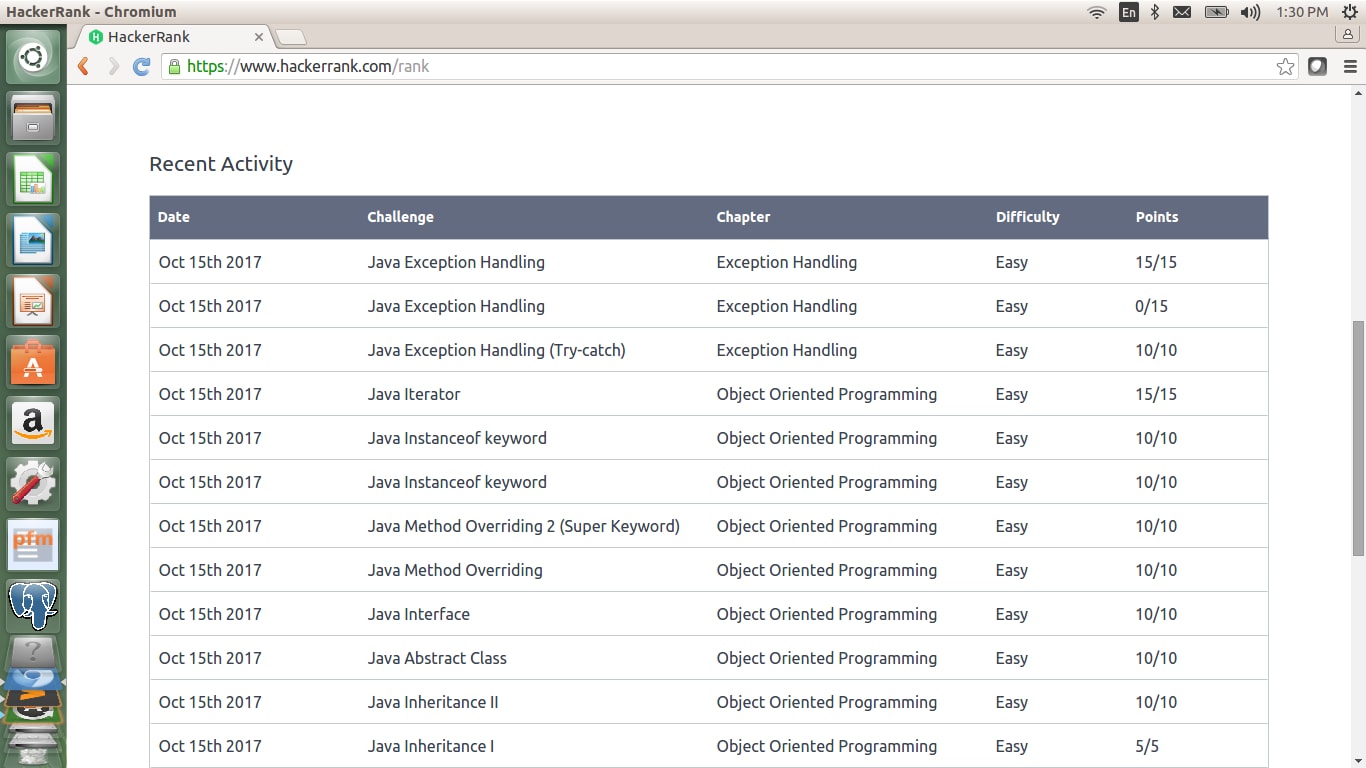 HackerRank - Chromium En 1:30 PM
HackerRank
https://www.hackerrank.com/rank
Recent Activity
Date Challenge Chapter Difficulty Points
Oct 15th 2017 Java Exception Handling Exception Handling Easy 15/15
Oct 15th 2017 Java Exception Handling Exception Handling Easy 0/15
Oct 15th 2017 Java Exception Handling (Try-catch) Exception Handling Easy 10/10
Oct 15th 2017 Java Iterator Object Oriented Programming Easy 15/15
Oct 15th 2017 Java Instanceof keyword Object Oriented Programming Easy 10/10
Oct 15th 2017 Java Instanceof keyword Object Oriented Programming Easy 10/10
Oct 15th 2017 Java Method Overriding 2 (Super Keyword) Object Oriented Programming Easy 10/10
Oct 15th 2017 Java Method Overriding Object Oriented Programming Easy 10/10
Oct 15th 2017 Java Interface Object Oriented Programming Easy 10/10
Oct 15th 2017 Java Abstract Class Object Oriented Programming Easy 10/10
Oct 15th 2017 Java Inheritance II Object Oriented Programming Easy 10/10
Oct 15th 2017 Java Inheritance I Object Oriented Programming Easy 5/5
A
a
pfm
?